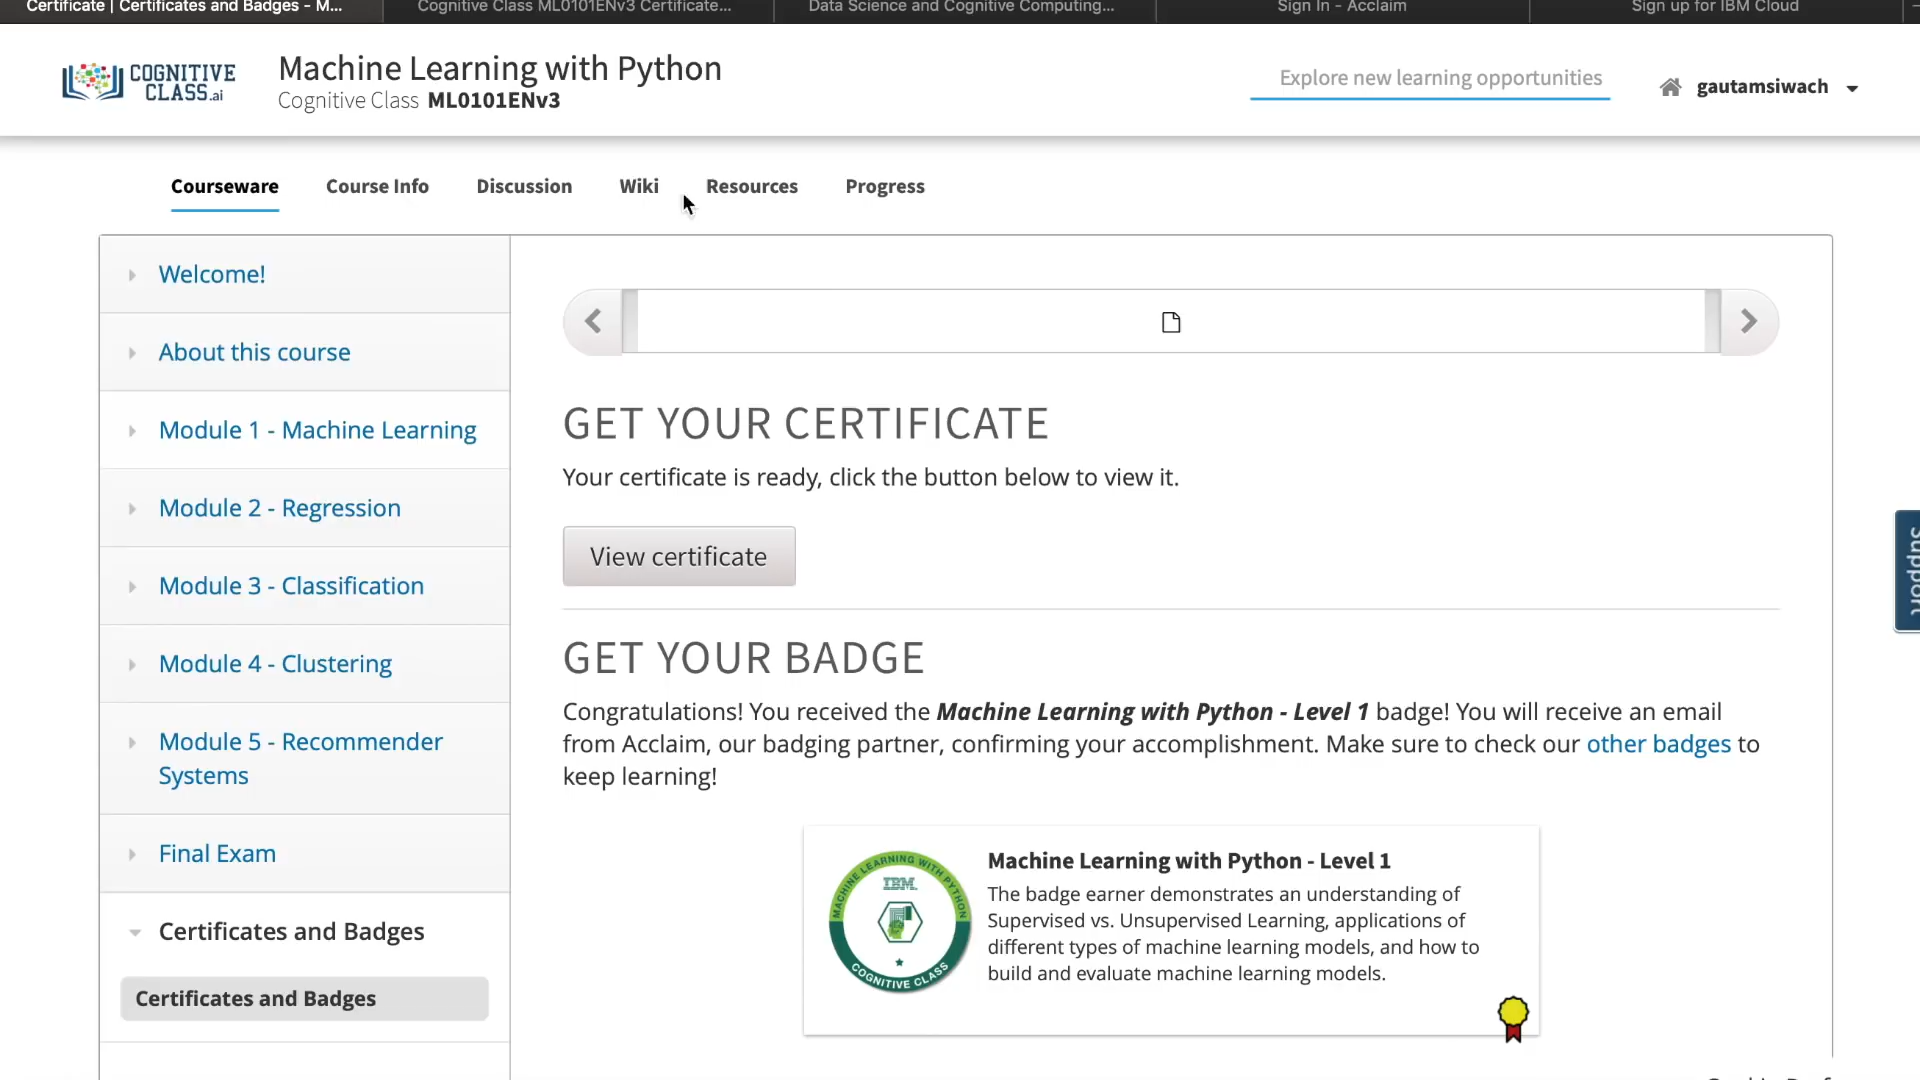 Certificate | Certificates and Badges - M...
Cognitive Class ML0101ENv3 Certificate...
Data Science and Cognitive Computing...
Sign In - Acclaim
Sign up for IBM Cloud
COGNITIVE
CLASS.ai
Machine Learning with Python
Cognitive Class ML0101ENv3
Explore new learning opportunities
gautamsiwach
Courseware
Course Info
Discussion
Wiki
Resources
Progress
Welcome!
About this course
Module 1 - Machine Learning
Module 2 - Regression
Module 3 - Classification
Module 4 - Clustering
Module 5 - Recommender
Systems
Final Exam
Certificates and Badges
Certificates and Badges
GET YOUR CERTIFICATE
Your certificate is ready, click the button below to view it.
View certificate
GET YOUR BADGE
Congratulations! You received the Machine Learning with Python - Level 1 badge! You will receive an email
from Acclaim, our badging partner, confirming your accomplishment. Make sure to check our other badges to
keep learning!
MACHINE LEARNING WITH PYTHON
IBM
COGNITIVE CLASS
Machine Learning with Python - Level 1
The badge earner demonstrates an understanding of
Supervised vs. Unsupervised Learning, applications of
different types of machine learning models, and how to
build and evaluate machine learning models.
Support